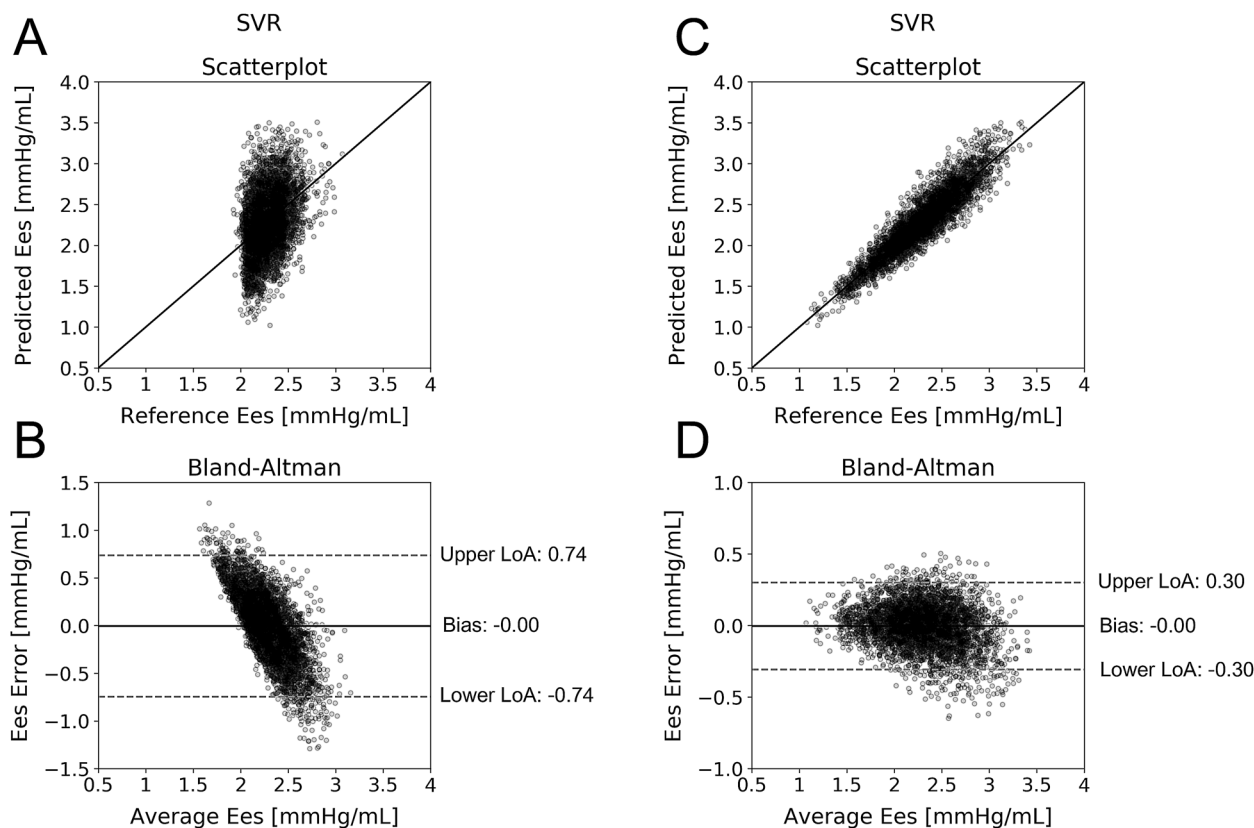 A
SVR
Scatterplot
Predicted Ees [mmHg/mL]
4.0
3.5
3.0
2.5
2.0
1.5
1.0
0.5
0.5 1 1.5 2 2.5 3 3.5 4
Reference Ees [mmHg/mL]
C
SVR
Scatterplot
Predicted Ees [mmHg/mL]
4.0
3.5
3.0
2.5
2.0
1.5
1.0
0.5
0.5 1 1.5 2 2.5 3 3.5 4
Reference Ees [mmHg/mL]
B
Bland-Altman
Ees Error [mmHg/mL]
1.5
1.0
0.5
0.0
−0.5
−1.0
−1.5
Upper LoA: 0.74
Bias: -0.00
Lower LoA: -0.74
0.5 1 1.5 2 2.5 3 3.5 4
Average Ees [mmHg/mL]
D
Bland-Altman
Ees Error [mmHg/mL]
1.0
0.5
0.0
−0.5
−1.0
Upper LoA: 0.30
Bias: -0.00
Lower LoA: -0.30
0.5 1 1.5 2 2.5 3 3.5 4
Average Ees [mmHg/mL]